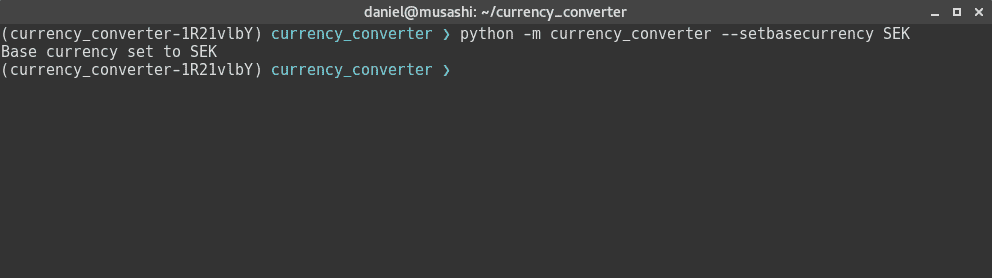 daniel@musashi: ~/currency_converter
(currency_converter-1R21vlbY) currency_converter ❯ python -m currency_converter --setbasecurrency SEK
Base currency set to SEK
(currency_converter-1R21vlbY) currency_converter ❯